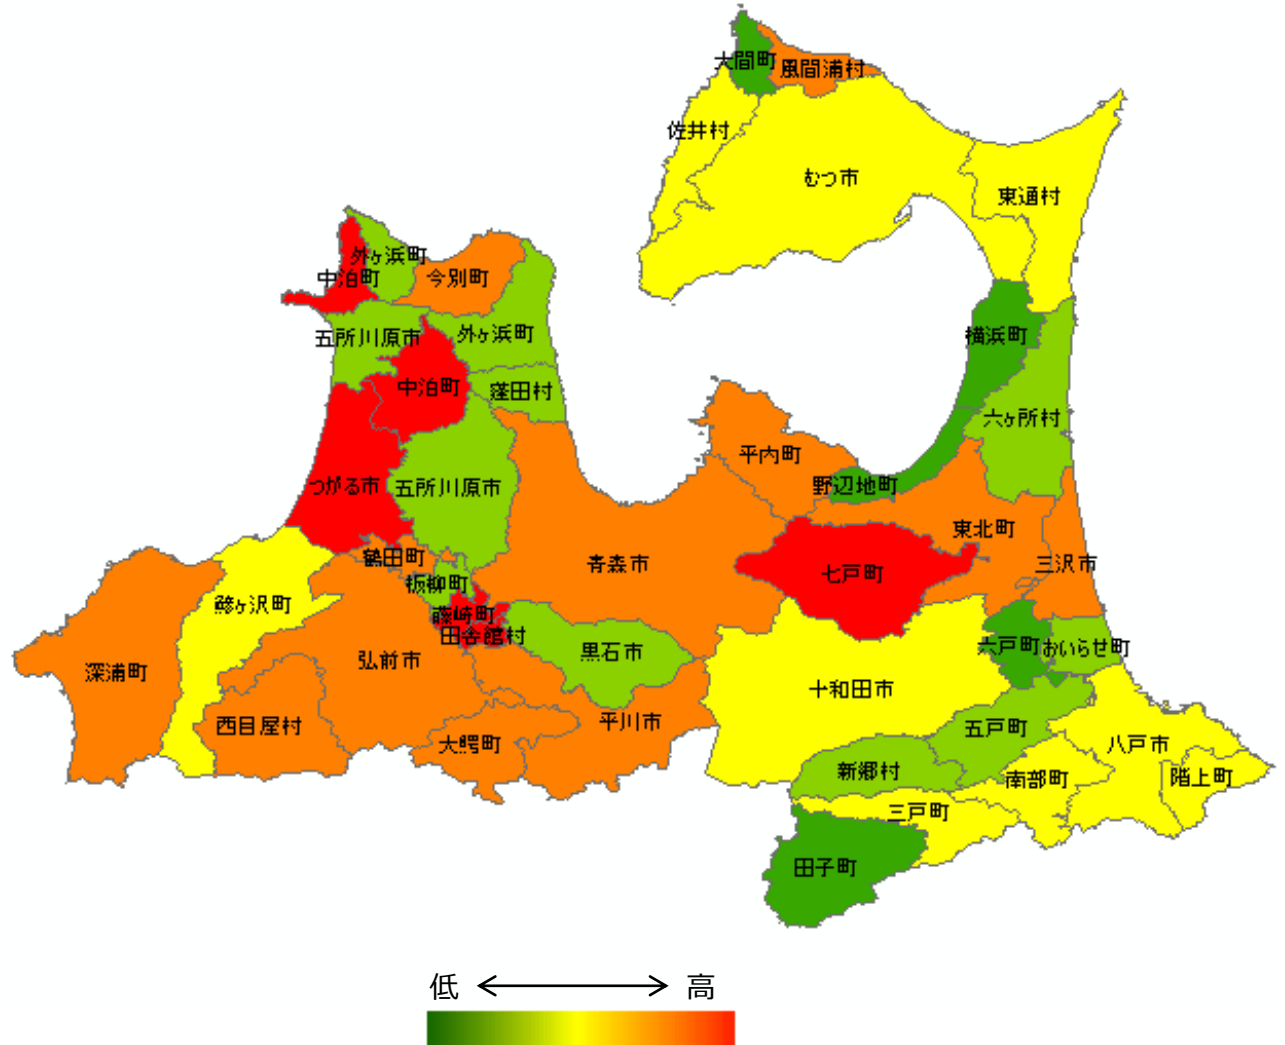 大間町
風間浦村
佐井村
むつ市
東通村
外ヶ浜町
中泊町
今別町
五所川原市
外ヶ浜町
横浜町
中泊町
蓬田村
六ヶ所村
平内町
つがる市
五所川原市
野辺地町
東北町
鶴田町
青森市
三沢市
七戸町
板柳町
鰺ヶ沢町
藤崎町
田舎館村
六戸町
おいらせ町
黒石市
弘前市
深浦町
十和田市
西目屋村
平川市
五戸町
大鰐町
八戸市
新郷村
南部町
階上町
三戸町
田子町
低 ⟷ 高